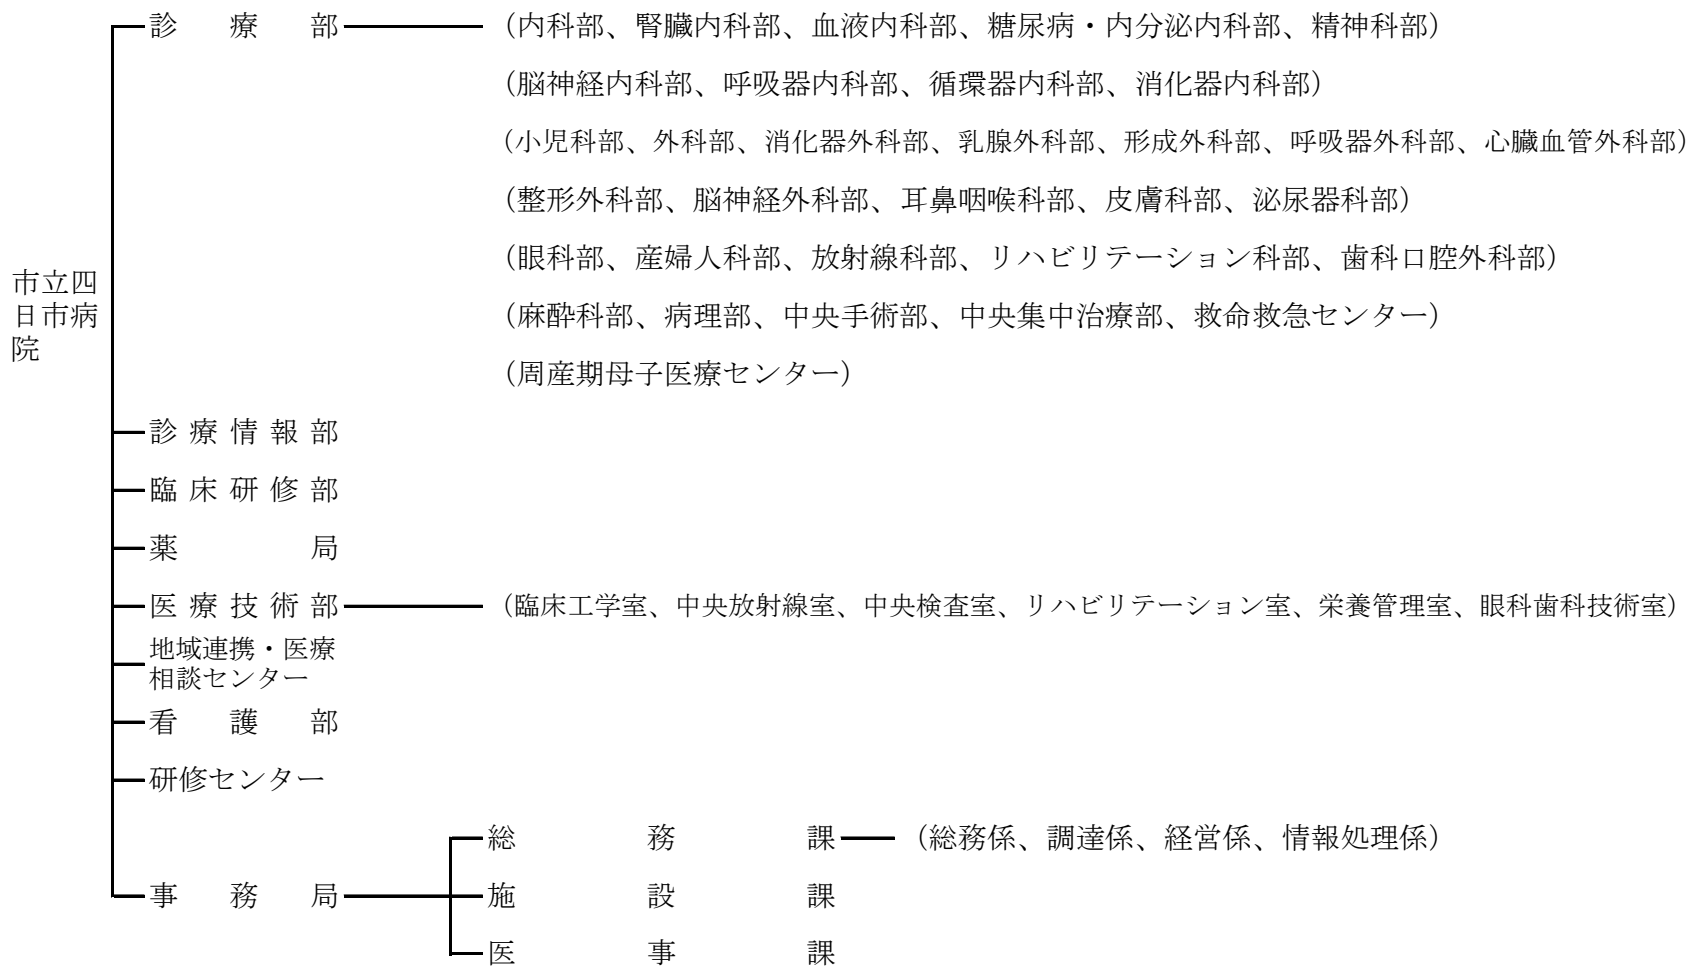 診療部 (内科部、腎臓内科部、血液内科部、糖尿病・内分泌内科部、精神科部)
(脳神経内科部、呼吸器内科部、循環器内科部、消化器内科部)
(小児科部、外科部、消化器外科部、乳腺外科部、形成外科部、呼吸器外科部、心臓血管外科部)
(整形外科部、脳神経外科部、耳鼻咽喉科部、皮膚科部、泌尿器科部)
(眼科部、産婦人科部、放射線科部、リハビリテーション科部、歯科口腔外科部)
市立四
日市病
院
(麻酔科部、病理部、中央手術部、中央集中治療部、救命救急センター)
(周産期母子医療センター)
診療情報部
臨床研修部
薬局
医療技術部 (臨床工学室、中央放射線室、中央検査室、リハビリテーション室、栄養管理室、眼科歯科技術室)
地域連携・医療
相談センター
看護部
研修センター
総務課 (総務係、調達係、経営係、情報処理係)
事務局 施設課
医事課